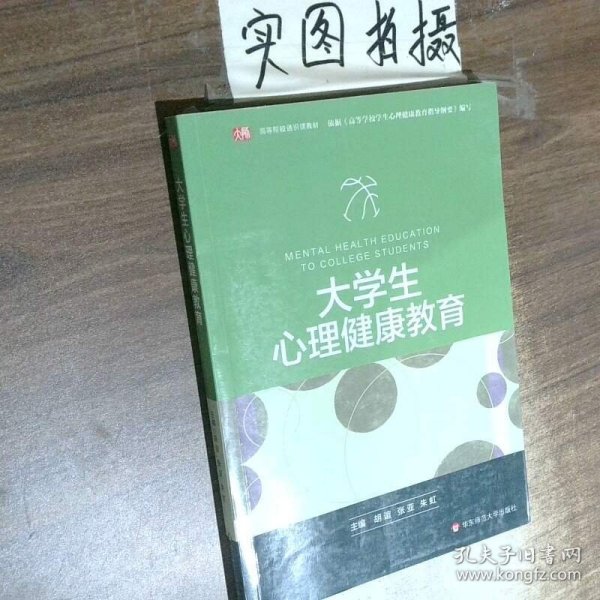 实图拍摄
大夏 高等院校通识课教材 依据《高等学校学生心理健康教育指导纲要》编写
MENTAL HEALTH EDUCATION
TO COLLEGE STUDENTS
大学生
心理健康教育
主编 胡谊 张亚 朱虹
华东师范大学出版社
大学生心理健康教育
孔夫子旧书网
www.kongfz.com